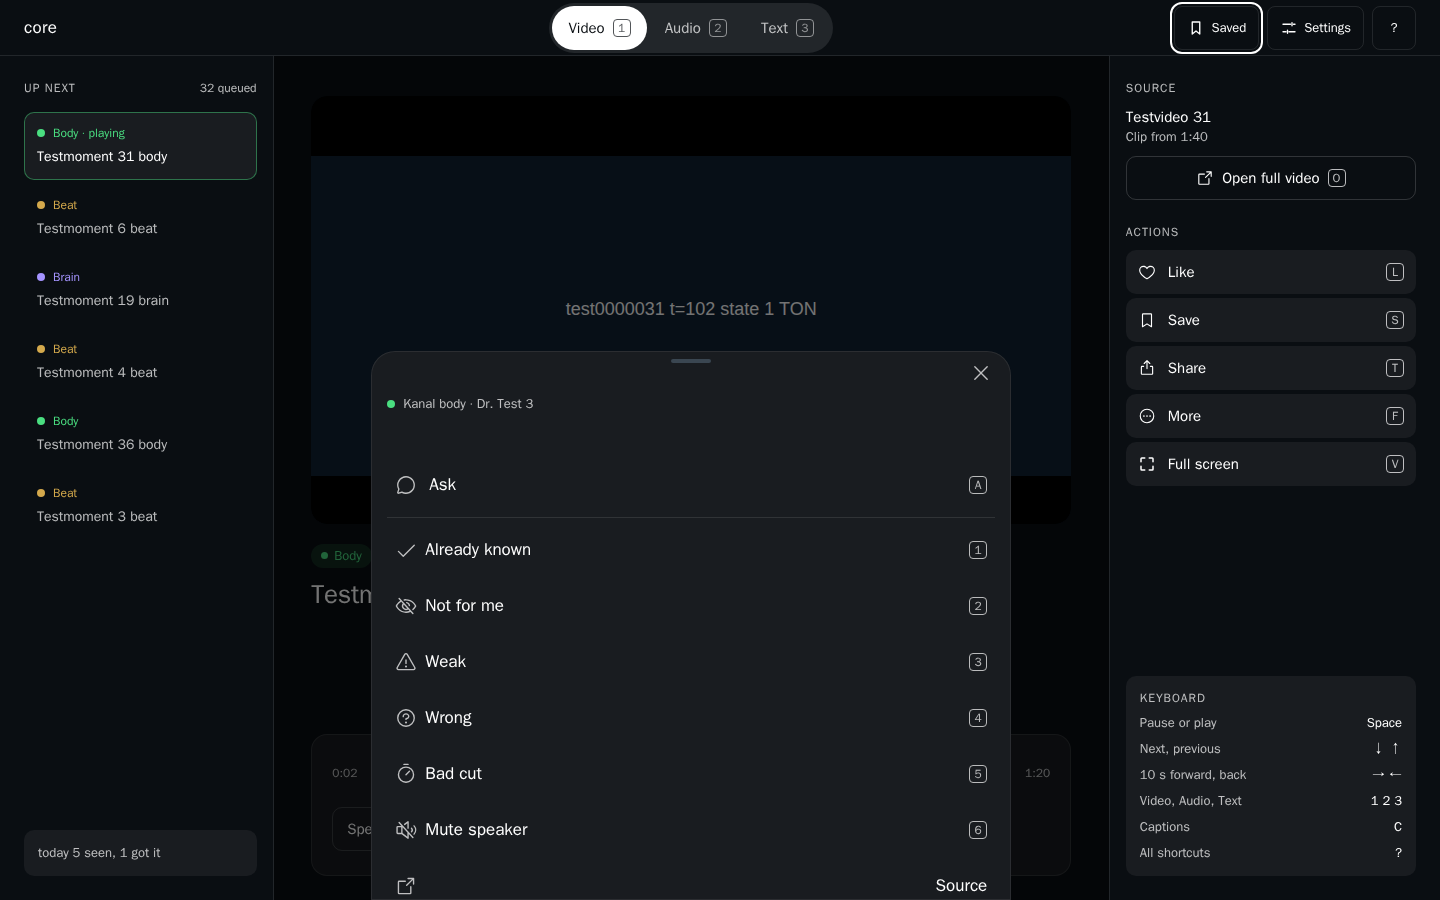 core
Video 1
Audio 2
Text 3
Saved
Settings
?
UP NEXT
32 queued
Body · playing
Testmoment 31 body
Beat
Testmoment 6 beat
Brain
Testmoment 19 brain
Beat
Testmoment 4 beat
Body
Testmoment 36 body
Beat
Testmoment 3 beat
today 5 seen, 1 got it
test0000031 t=102 state 1 TON
Body
0:02
1:20
Kanal body · Dr. Test 3
Ask A
Already known 1
Not for me 2
Weak 3
Wrong 4
Bad cut 5
Mute speaker 6
Source
SOURCE
Testvideo 31
Clip from 1:40
Open full video O
ACTIONS
Like L
Save S
Share T
More F
Full screen V
KEYBOARD
Pause or play Space
Next, previous ↓ ↑
10 s forward, back → ←
Video, Audio, Text 1 2 3
Captions C
All shortcuts ?